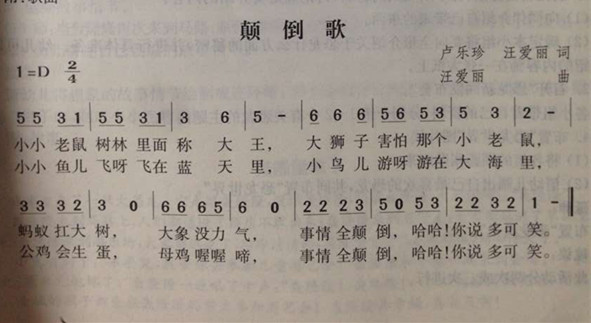 颠倒歌
卢乐珍 汪爱丽 词
1=D 2/4
汪爱丽 曲
55 31 | 55 31 | 3 6 | 5 - | 6 6 6 | 56 53 | 5 3 | 2 - |
小小 老鼠 树林 里面 称 大 王, 大 狮 子 害怕 那个 小 老 鼠,
小小 鱼儿 飞呀 飞在 蓝 天 里, 小 鸟 儿 游呀 游在 大 海 里,
33 32 | 3 0 | 66 65 | 6 0 | 22 23 | 50 53 | 22 32 | 1 - ‖
蚂蚁 扛大 树, 大象 没力 气, 事情 全颠 倒, 哈哈!你说 多可 笑。
公鸡 会生 蛋, 母鸡 喔喔 啼, 事情 全颠 倒, 哈哈!你说 多可 笑。